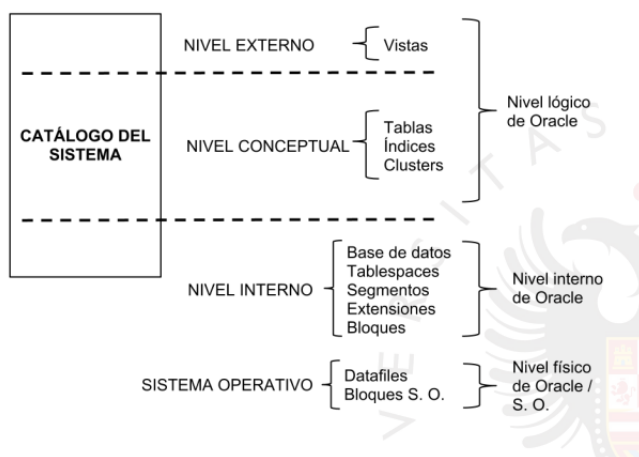 NIVEL EXTERNO
Vistas
CATÁLOGO DEL
SISTEMA
NIVEL CONCEPTUAL
Tablas
Índices
Clusters
Nivel lógico
de Oracle
NIVEL INTERNO
Base de datos
Tablespaces
Segmentos
Extensiones
Bloques
Nivel interno
de Oracle
SISTEMA OPERATIVO
Datafiles
Bloques S. O.
Nivel físico
de Oracle /
S. O.
VERSITAS